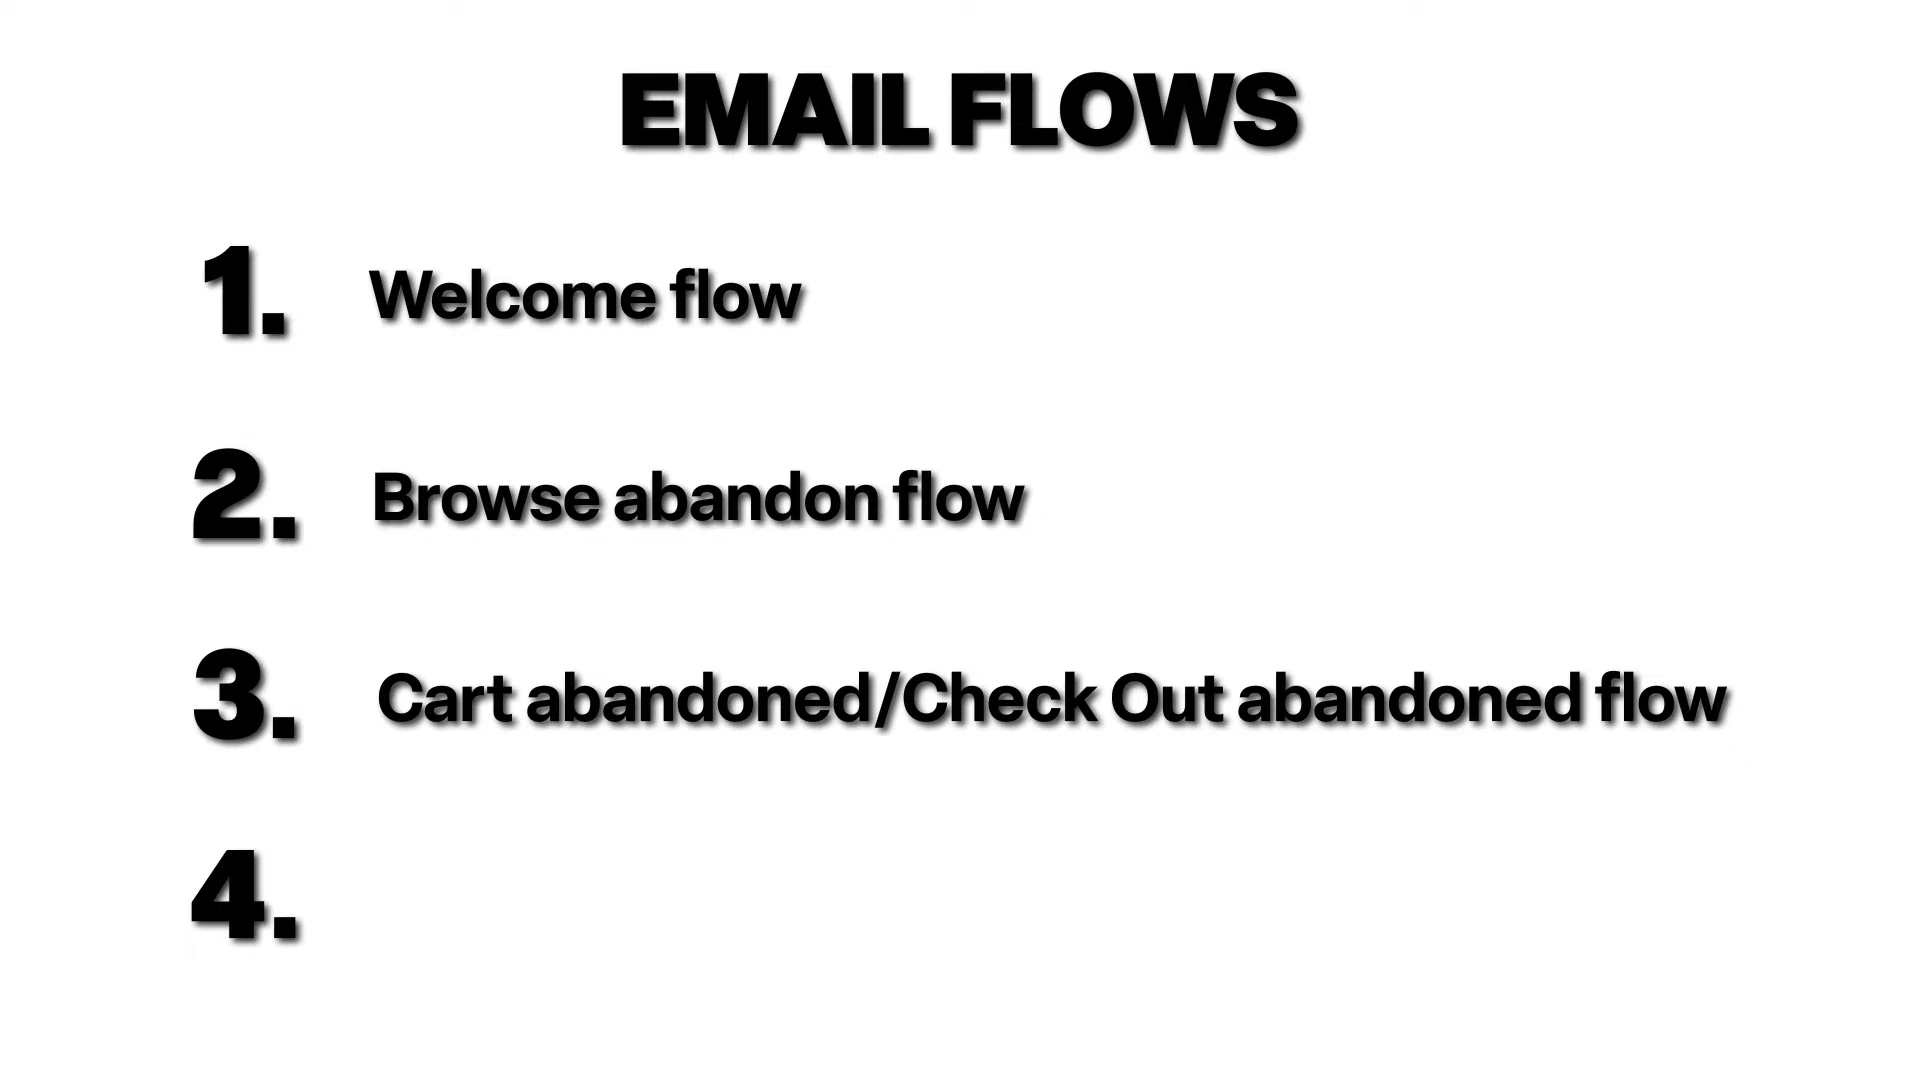 EMAIL FLOWS
1. Welcome flow
2. Browse abandon flow
3. Cart abandoned/Check Out abandoned flow
4.